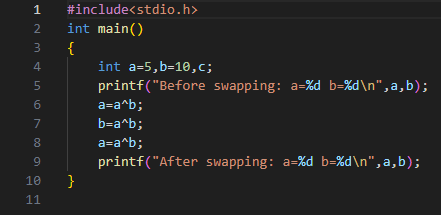 1 #include<stdio.h>
2 int main()
3 {
4     int a=5,b=10,c;
5     printf("Before swapping: a=%d b=%d\n",a,b);
6     a=a^b;
7     b=a^b;
8     a=a^b;
9     printf("After swapping: a=%d b=%d\n",a,b);
10 }
11